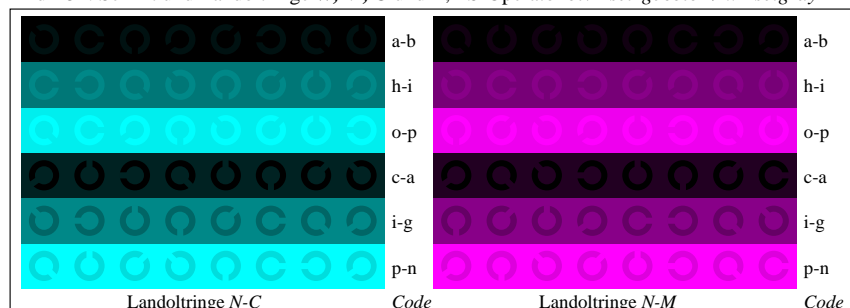 a-b a-b
h-i h-i
o-p o-p
c-a c-a
i-g i-g
p-n p-n
Landoltringe N-C Code Landoltringe N-M Code